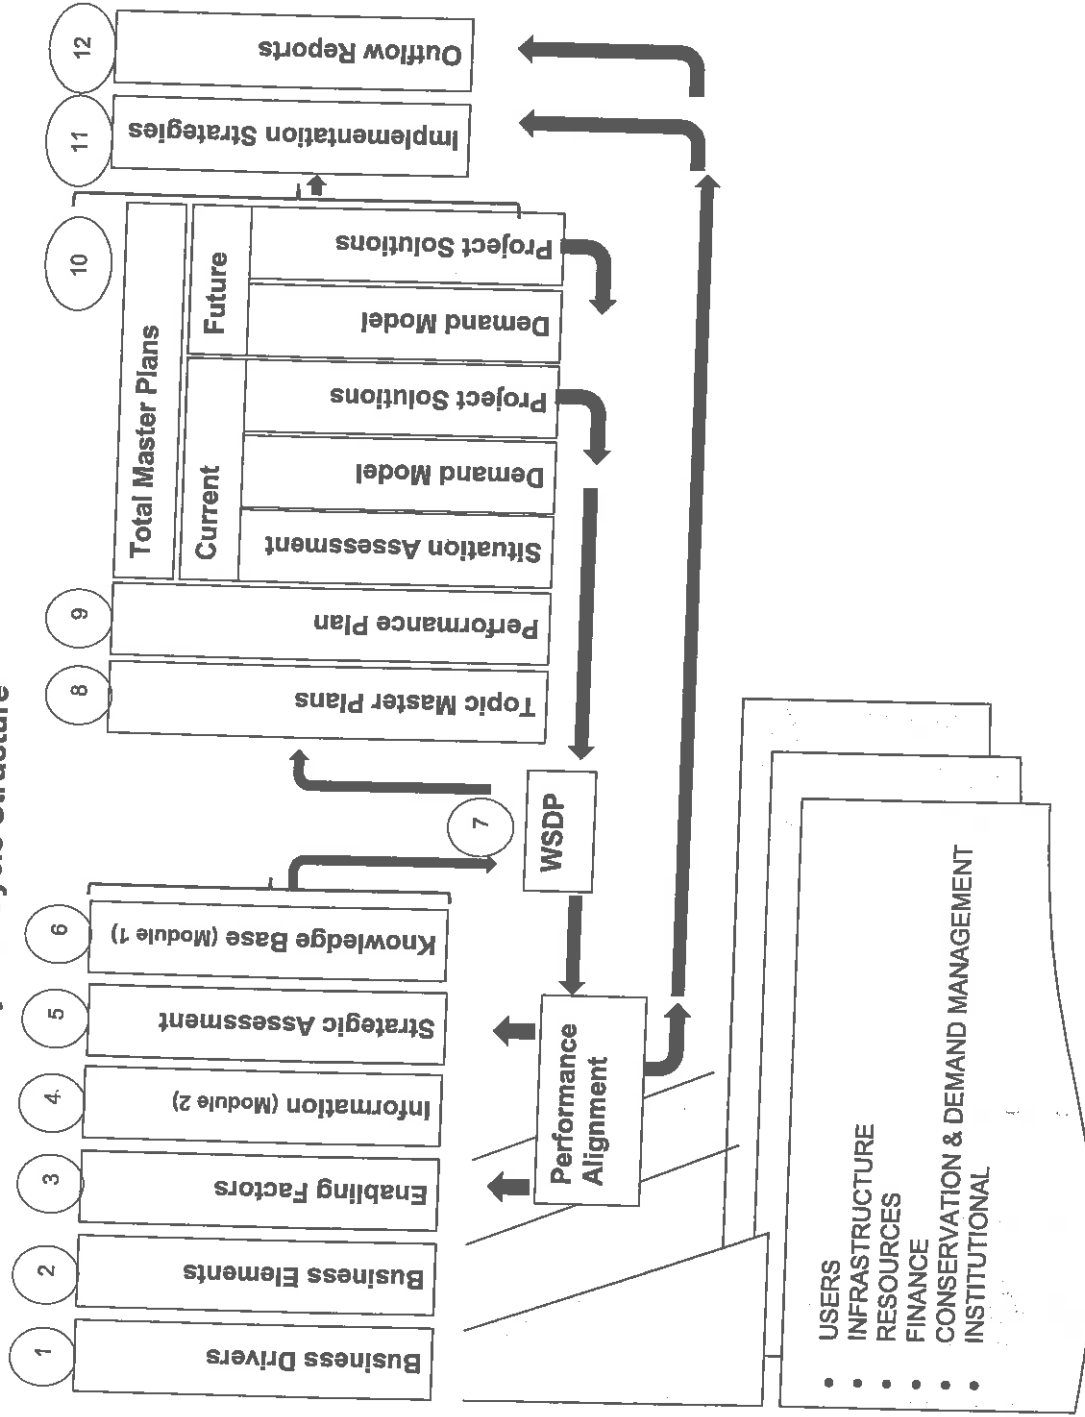 Structure
1
2
3
4
5
6
7
8
9
10
11
12
Business Drivers
Business Elements
Enabling Factors
Information (Module 2)
Strategic Assessment
Knowledge Base (Module 1)
Topic Master Plans
Performance Plan
Total Master Plans
Current
Future
Situation Assessment
Demand Model
Project Solutions
Demand Model
Project Solutions
Implementation Strategies
Outflow Reports
WSDP
Performance
Alignment
• USERS
• INFRASTRUCTURE
• RESOURCES
• FINANCE
• CONSERVATION & DEMAND MANAGEMENT
• INSTITUTIONAL